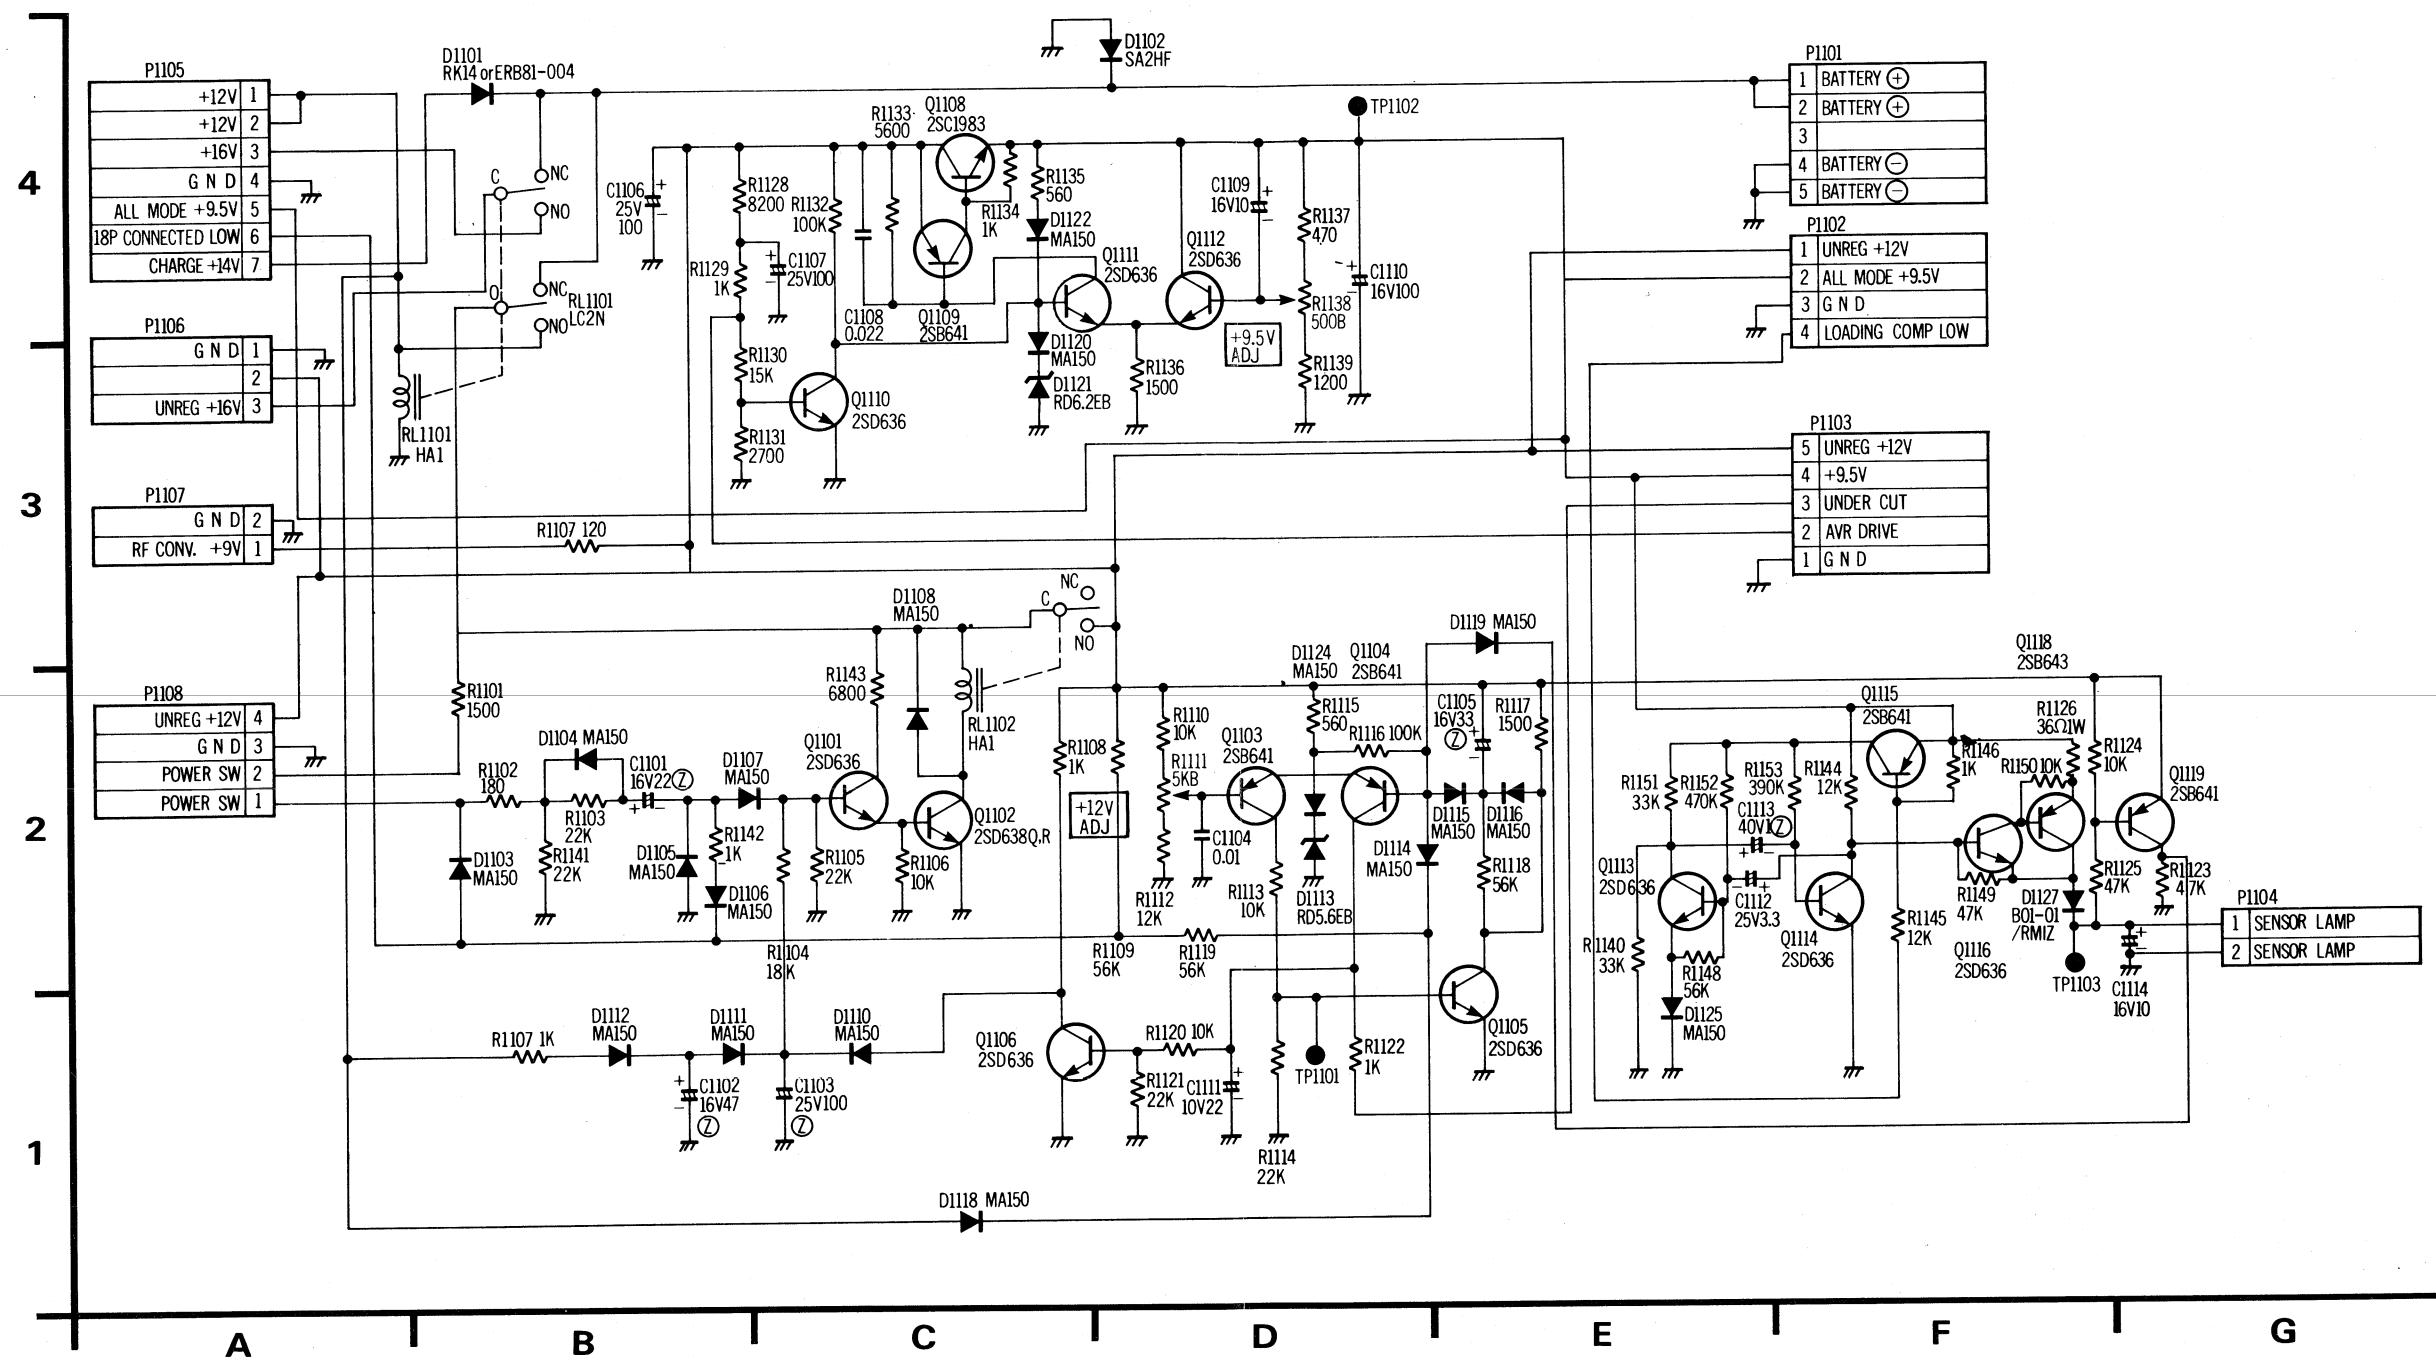 P1105
+12V 1
+12V 2
+16V 3
G N D 4
ALL MODE +9.5V 5
18P CONNECTED LOW 6
CHARGE +14V 7
D1101
RK14 or ERB81-004
D1102
SA2HF
P1101
1 BATTERY ⊕
2 BATTERY ⊕
3
4 BATTERY ⊖
5 BATTERY ⊖
TP1102
4
C
NC
NO
C1106
25V
100
+
-
R1128
8200
R1132
100K
R1133
5600
Q1108
2SC1983
R1134
1K
R1135
560
D1122
MA150
C1109
16V10
+
-
R1137
470
P1102
1 UNREG +12V
2 ALL MODE +9.5V
3 G N D
4 LOADING COMP LOW
R1129
1K
+
-
C1107
25V100
Q1111
2SD636
Q1112
2SD636
R1138
500B
+
-
C1110
16V100
O
NC
NO
RL1101
LC2N
C1108
0.022
Q1109
2SB641
+9.5V
ADJ
P1106
G N D 1
2
UNREG +16V 3
R1130
15K
D1120
MA150
D1121
RD6.2EB
R1136
1500
R1139
1200
Q1110
2SD636
RL1101
HA1
R1131
2700
3
P1103
5 UNREG +12V
4 +9.5V
3 UNDER CUT
2 AVR DRIVE
1 G N D
P1107
G N D 2
RF CONV. +9V 1
R1107 120
D1108
MA150
C
NC
NO
D1119 MA150
P1108
UNREG +12V 4
G N D 3
POWER SW 2
POWER SW 1
R1101
1500
R1143
6800
RL1102
HA1
R1108
1K
R1110
10K
R1111
5KB
+12V
ADJ
Q1103
2SB641
D1124
MA150
Q1104
2SB641
R1115
560
R1116 100K
C1105
16V33
Ⓩ
+
-
R1117
1500
Q1118
2SB643
Q1115
2SB641
R1126
36Ω1W
R1146
1K
R1150 10K
R1124
10K
Q1119
2SB641
D1104 MA150
R1102
180
R1103
22K
C1101
16V22 Ⓩ
+
-
D1107
MA150
Q1101
2SD636
Q1102
2SD638Q,R
2
D1103
MA150
R1141
22K
D1105
MA150
R1142
1K
D1106
MA150
R1105
22K
R1106
10K
R1104
18K
R1112
12K
C1104
0.01
R1113
10K
D1113
RD5.6EB
D1114
MA150
D1115
MA150
D1116
MA150
R1118
56K
R1109
56K
R1119
56K
R1151
33K
R1152
470K
R1153
390K
C1113
40V1 Ⓩ
+
-
R1144
12K
Q1113
2SD636
-
+
C1112
25V3.3
Q1114
2SD636
R1140
33K
R1148
56K
D1125
MA150
R1145
12K
R1149
47K
Q1116
2SD636
D1127
B01-01
/RMIZ
R1125
47K
R1123
4.7K
TP1103
+
-
C1114
16V10
P1104
1 SENSOR LAMP
2 SENSOR LAMP
R1107 1K
D1112
MA150
D1111
MA150
D1110
MA150
+
-
C1102
16V47
Ⓩ
C1103
25V100
Ⓩ
Q1106
2SD636
R1120 10K
R1121
22K
C1111
10V22
+
-
TP1101
R1122
1K
Q1105
2SD636
R1114
22K
1
D1118 MA150
A
B
C
D
E
F
G